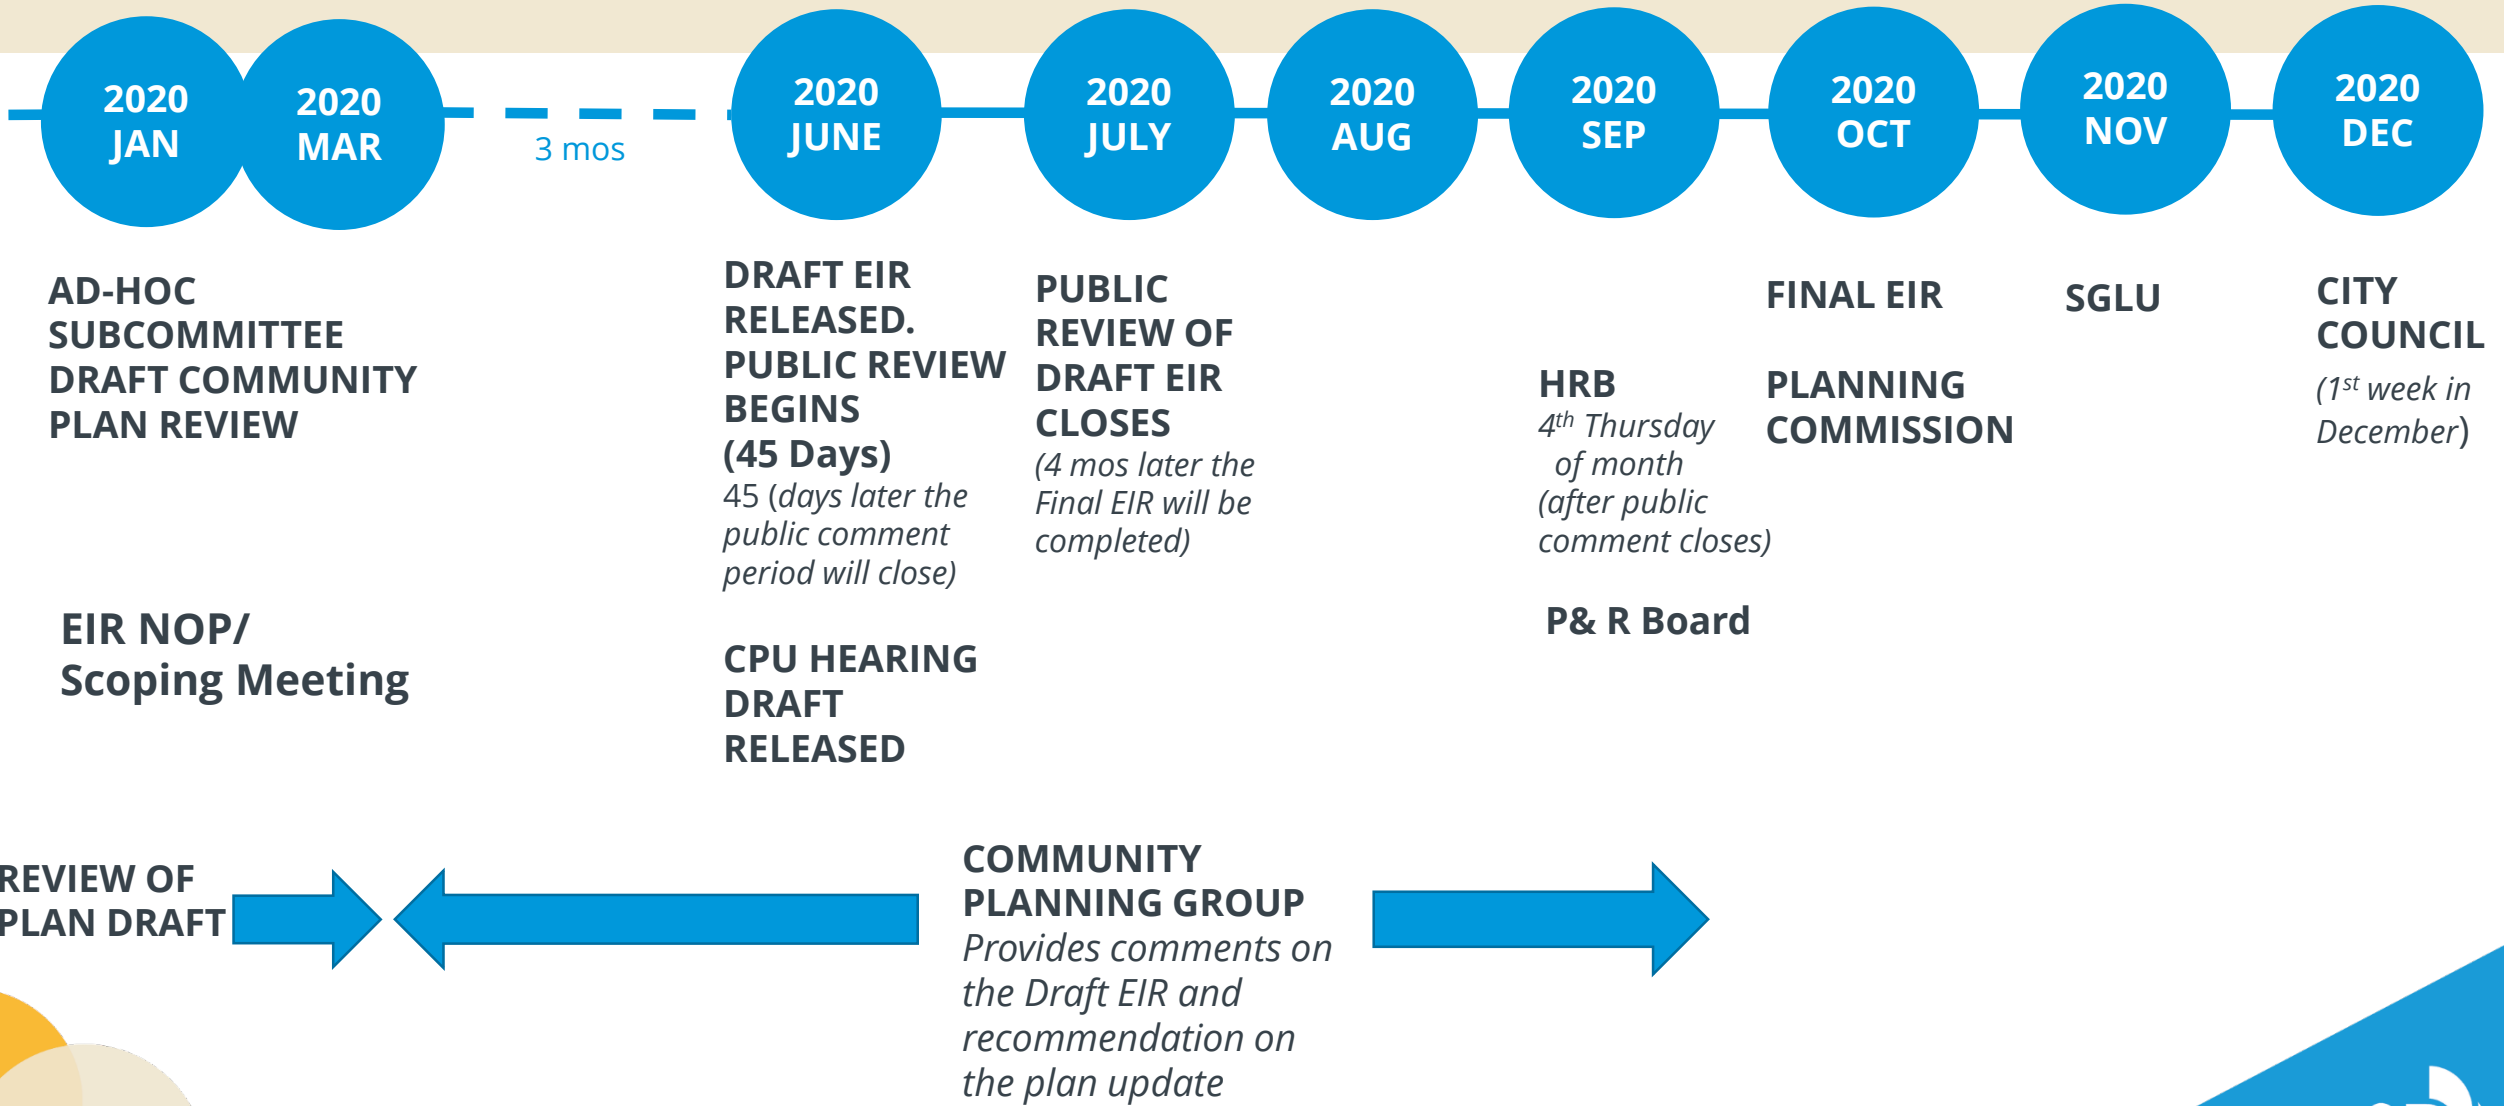 2020
JAN
2020
MAR
3 mos
2020
JUNE
2020
JULY
2020
AUG
2020
SEP
2020
OCT
2020
NOV
2020
DEC
AD-HOC
SUBCOMMITTEE
DRAFT COMMUNITY
PLAN REVIEW
EIR NOP/
Scoping Meeting
DRAFT EIR
RELEASED.
PUBLIC REVIEW
BEGINS
(45 Days)
45 (days later the
public comment
period will close)
CPU HEARING
DRAFT
RELEASED
PUBLIC
REVIEW OF
DRAFT EIR
CLOSES
(4 mos later the
Final EIR will be
completed)
HRB
4th Thursday
of month
(after public
comment closes)
P& R Board
FINAL EIR
PLANNING
COMMISSION
SGLU
CITY
COUNCIL
(1st week in
December)
REVIEW OF
PLAN DRAFT
COMMUNITY
PLANNING GROUP
Provides comments on
the Draft EIR and
recommendation on
the plan update